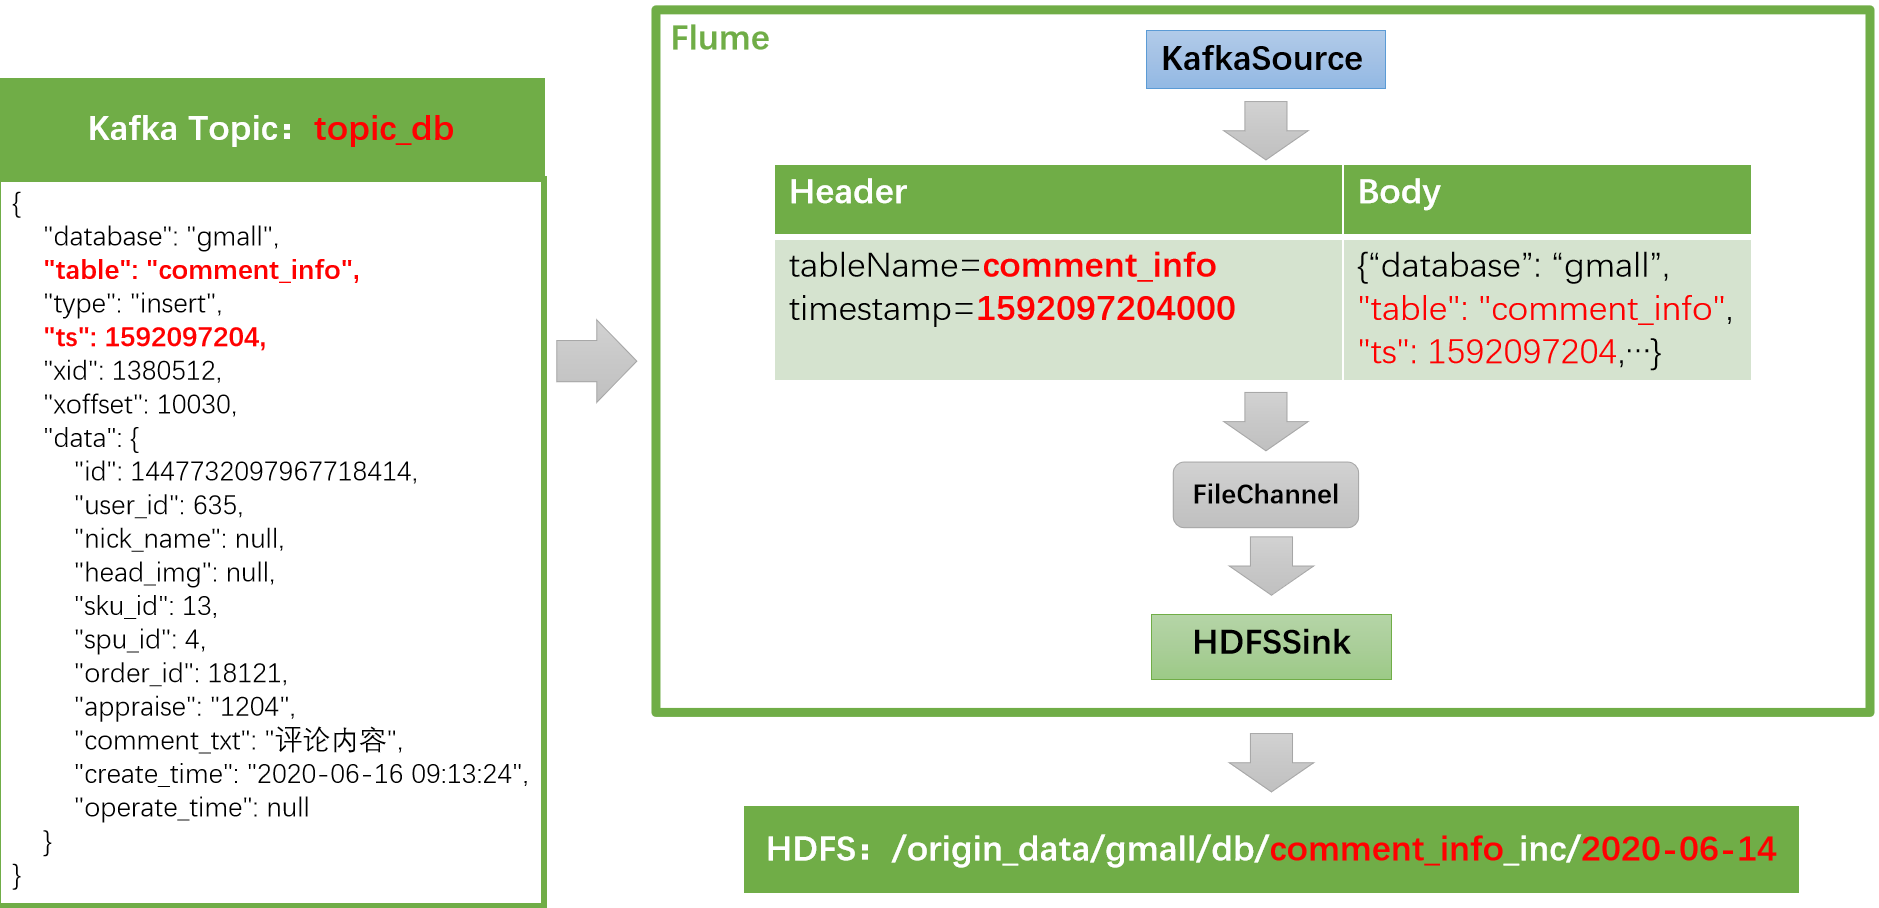 Kafka Topic：topic_db
{
"database": "gmall",
"table": "comment_info",
"type": "insert",
"ts": 1592097204,
"xid": 1380512,
"xoffset": 10030,
"data": {
"id": 1447732097967718414,
"user_id": 635,
"nick_name": null,
"head_img": null,
"sku_id": 13,
"spu_id": 4,
"order_id": 18121,
"appraise": "1204",
"comment_txt": "评论内容",
"create_time": "2020-06-16 09:13:24",
"operate_time": null
}
}
Flume
KafkaSource
Header
Body
tableName=comment_info
timestamp=1592097204000
{“database”: “gmall”,
"table": "comment_info",
"ts": 1592097204,…}
FileChannel
HDFSSink
HDFS：/origin_data/gmall/db/comment_info_inc/2020-06-14